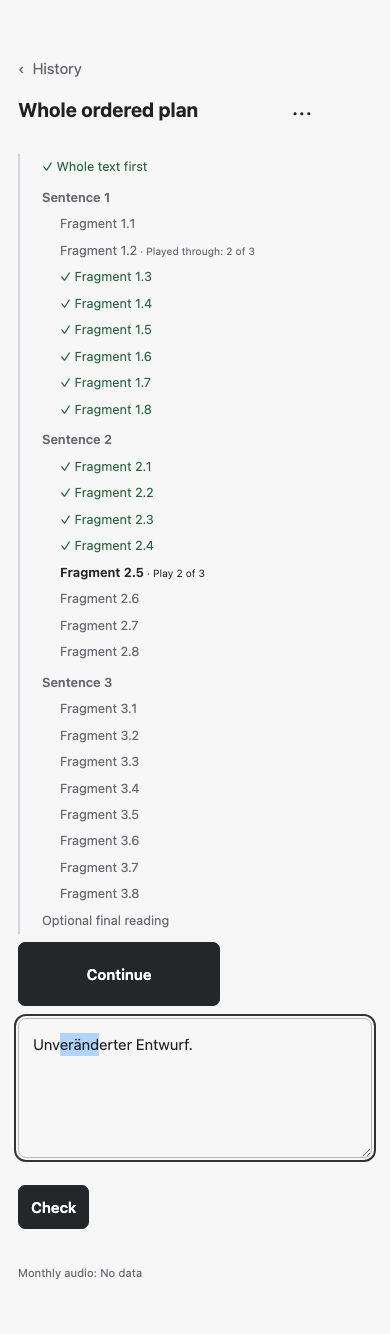 ‹ History
Whole ordered plan ...
✓ Whole text first
Sentence 1
Fragment 1.1
Fragment 1.2 · Played through: 2 of 3
✓ Fragment 1.3
✓ Fragment 1.4
✓ Fragment 1.5
✓ Fragment 1.6
✓ Fragment 1.7
✓ Fragment 1.8
Sentence 2
✓ Fragment 2.1
✓ Fragment 2.2
✓ Fragment 2.3
✓ Fragment 2.4
Fragment 2.5 · Play 2 of 3
Fragment 2.6
Fragment 2.7
Fragment 2.8
Sentence 3
Fragment 3.1
Fragment 3.2
Fragment 3.3
Fragment 3.4
Fragment 3.5
Fragment 3.6
Fragment 3.7
Fragment 3.8
Optional final reading
Continue
Unveränderter Entwurf.
Check
Monthly audio: No data